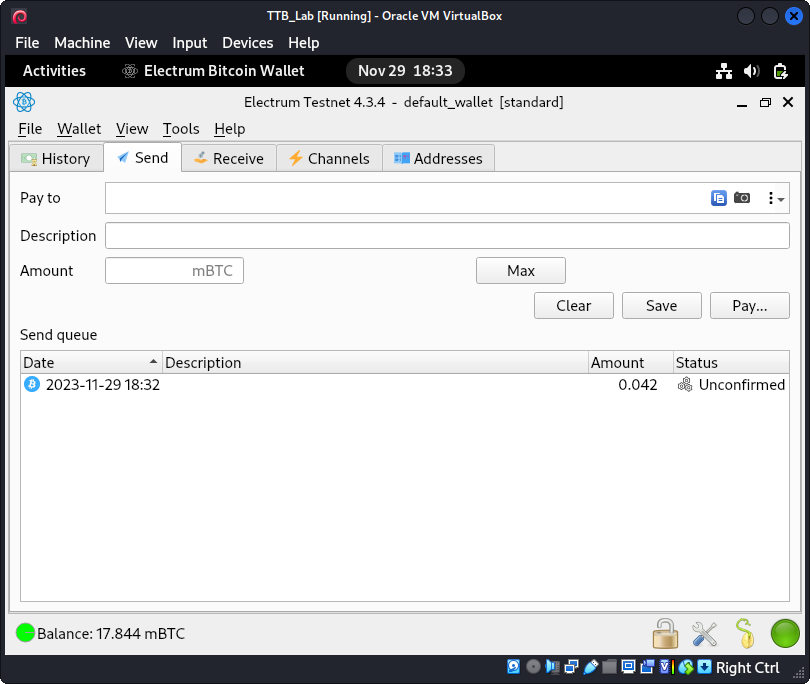 TTB_Lab [Running] - Oracle VM VirtualBox
File Machine View Input Devices Help
Activities Electrum Bitcoin Wallet Nov 29 18:33
Electrum Testnet 4.3.4 - default_wallet [standard]
File Wallet View Tools Help
History Send Receive Channels Addresses
Pay to
Description
Amount mBTC Max
Clear Save Pay...
Send queue
Date Description Amount Status
2023-11-29 18:32 0.042 Unconfirmed
Balance: 17.844 mBTC
Right Ctrl